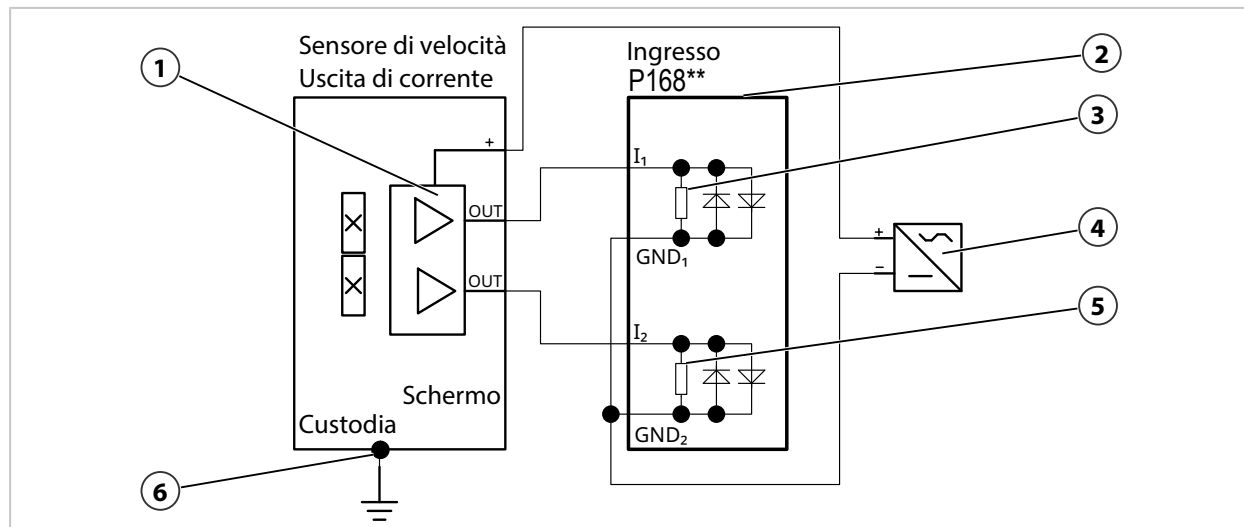 Sensore di velocità
Uscita di corrente
Ingresso
P168**
1
2
3
+
I₁
OUT
GND₁
+
4
−
OUT
I₂
5
Schermo
Custodia
GND₂
6